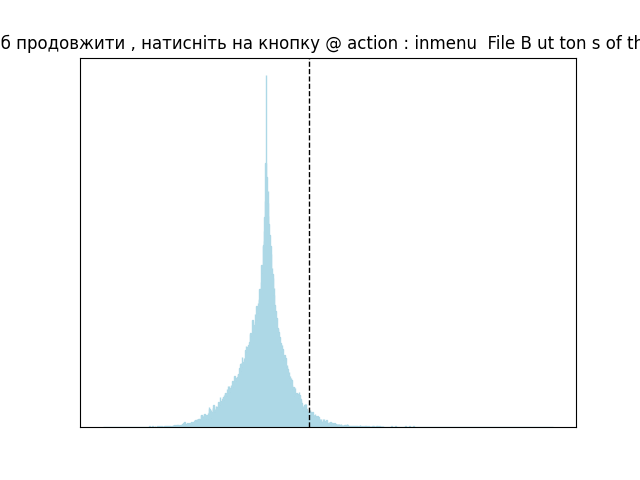 б продовжити , натисніть на кнопку @ action : inmenu File B ut ton s of th